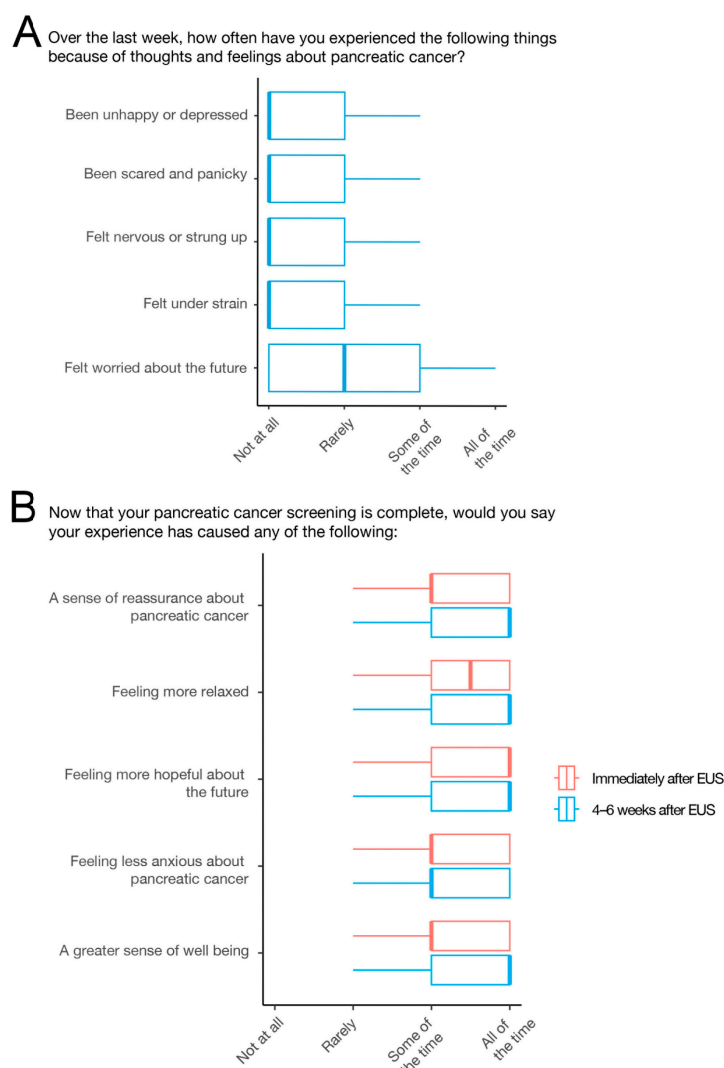 A Over the last week, how often have you experienced the following things
because of thoughts and feelings about pancreatic cancer?
Been unhappy or depressed
Been scared and panicky
Felt nervous or strung up
Felt under strain
Felt worried about the future
Not at all
Rarely
Some of
the time
All of
the time
B Now that your pancreatic cancer screening is complete, would you say
your experience has caused any of the following:
A sense of reassurance about
pancreatic cancer
Feeling more relaxed
Feeling more hopeful about
the future
Feeling less anxious about
pancreatic cancer
A greater sense of well being
Immediately after EUS
4–6 weeks after EUS
Not at all
Rarely
Some of
the time
All of
the time